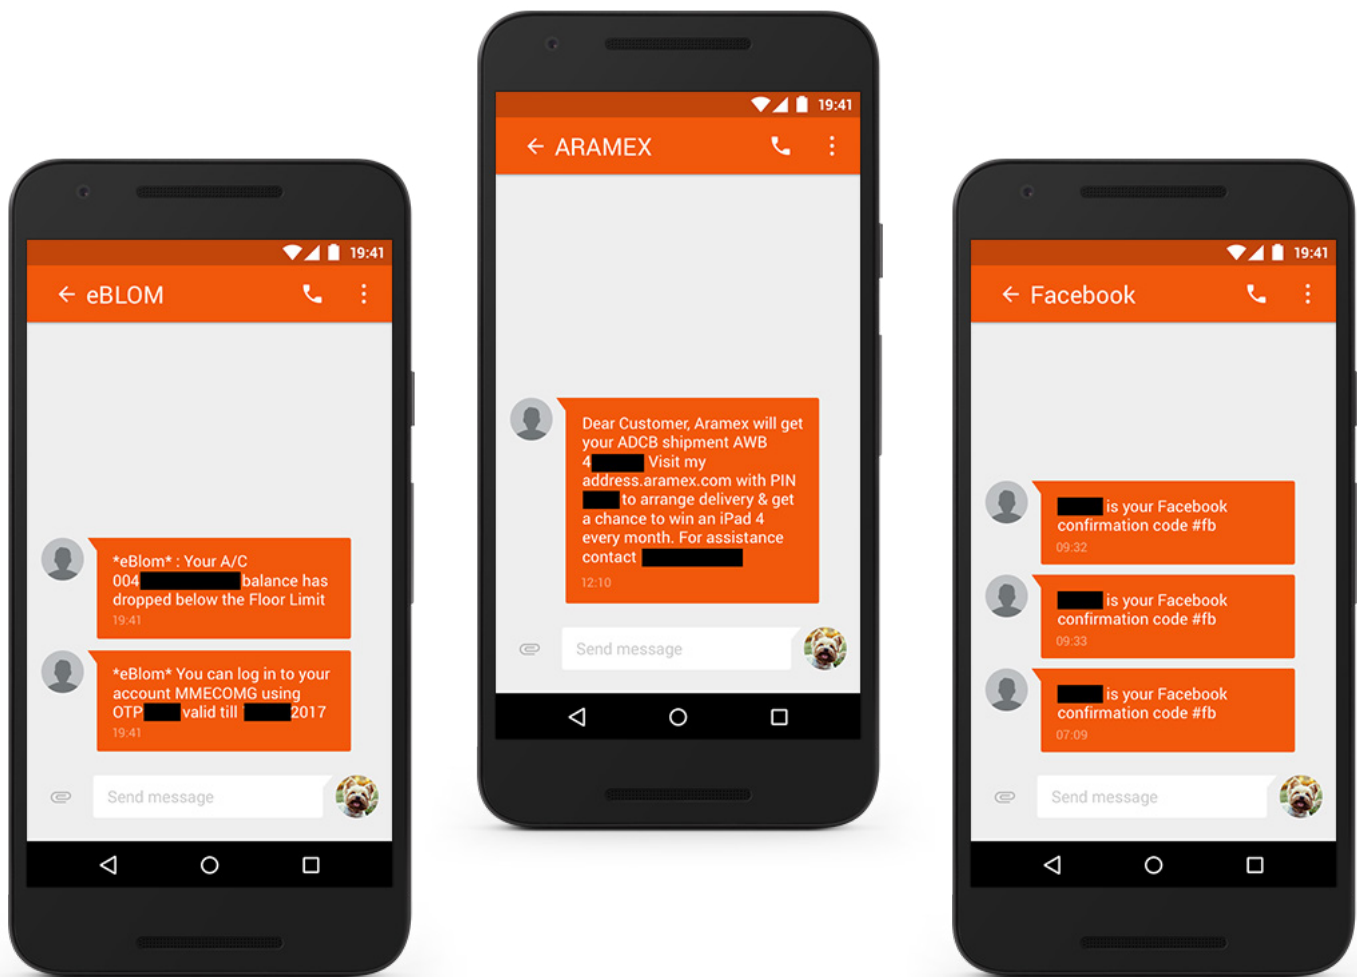 19:41
eBLOM
*eBlom* : Your A/C
004 balance has
dropped below the Floor Limit
19:41
*eBlom* You can log in to your
account MMECOMG using
OTP valid till 2017
19:41
Send message
19:41
ARAMEX
Dear Customer, Aramex will get
your ADCB shipment AWB
4 Visit my
address.aramex.com with PIN
to arrange delivery & get
a chance to win an iPad 4
every month. For assistance
contact
12:10
Send message
19:41
Facebook
is your Facebook
confirmation code #fb
09:32
is your Facebook
confirmation code #fb
09:33
is your Facebook
confirmation code #fb
07:09
Send message